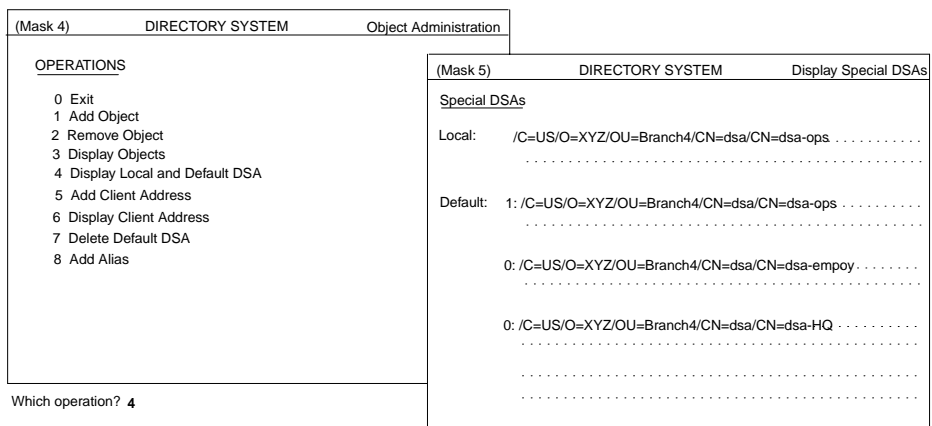 (Mask 4) DIRECTORY SYSTEM Object Administration
OPERATIONS
0 Exit
1 Add Object
2 Remove Object
3 Display Objects
4 Display Local and Default DSA
5 Add Client Address
6 Display Client Address
7 Delete Default DSA
8 Add Alias
Which operation? 4
(Mask 5) DIRECTORY SYSTEM Display Special DSAs
Special DSAs
Local: /C=US/O=XYZ/OU=Branch4/CN=dsa/CN=dsa-ops
Default: 1: /C=US/O=XYZ/OU=Branch4/CN=dsa/CN=dsa-ops
0: /C=US/O=XYZ/OU=Branch4/CN=dsa/CN=dsa-empoy
0: /C=US/O=XYZ/OU=Branch4/CN=dsa/CN=dsa-HQ